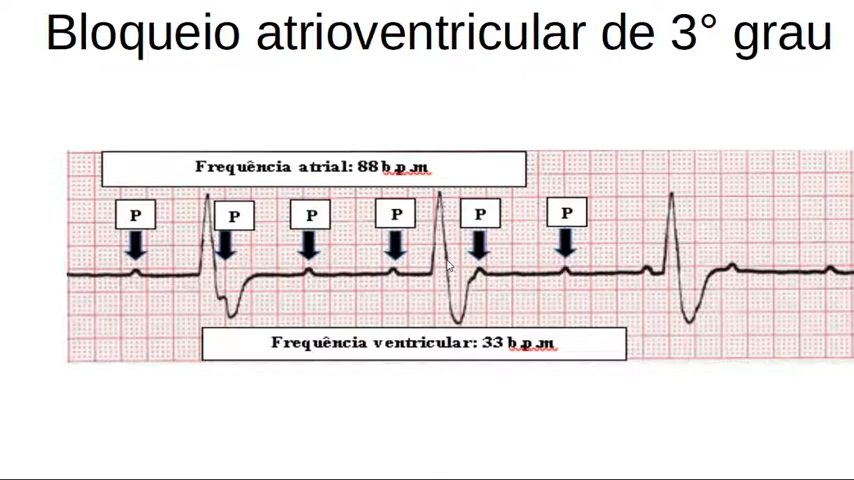 Bloqueio atrioventricular de 3° grau
Frequência atrial: 88 b.p.m
P P P P P P
Frequência ventricular: 33 b.p.m